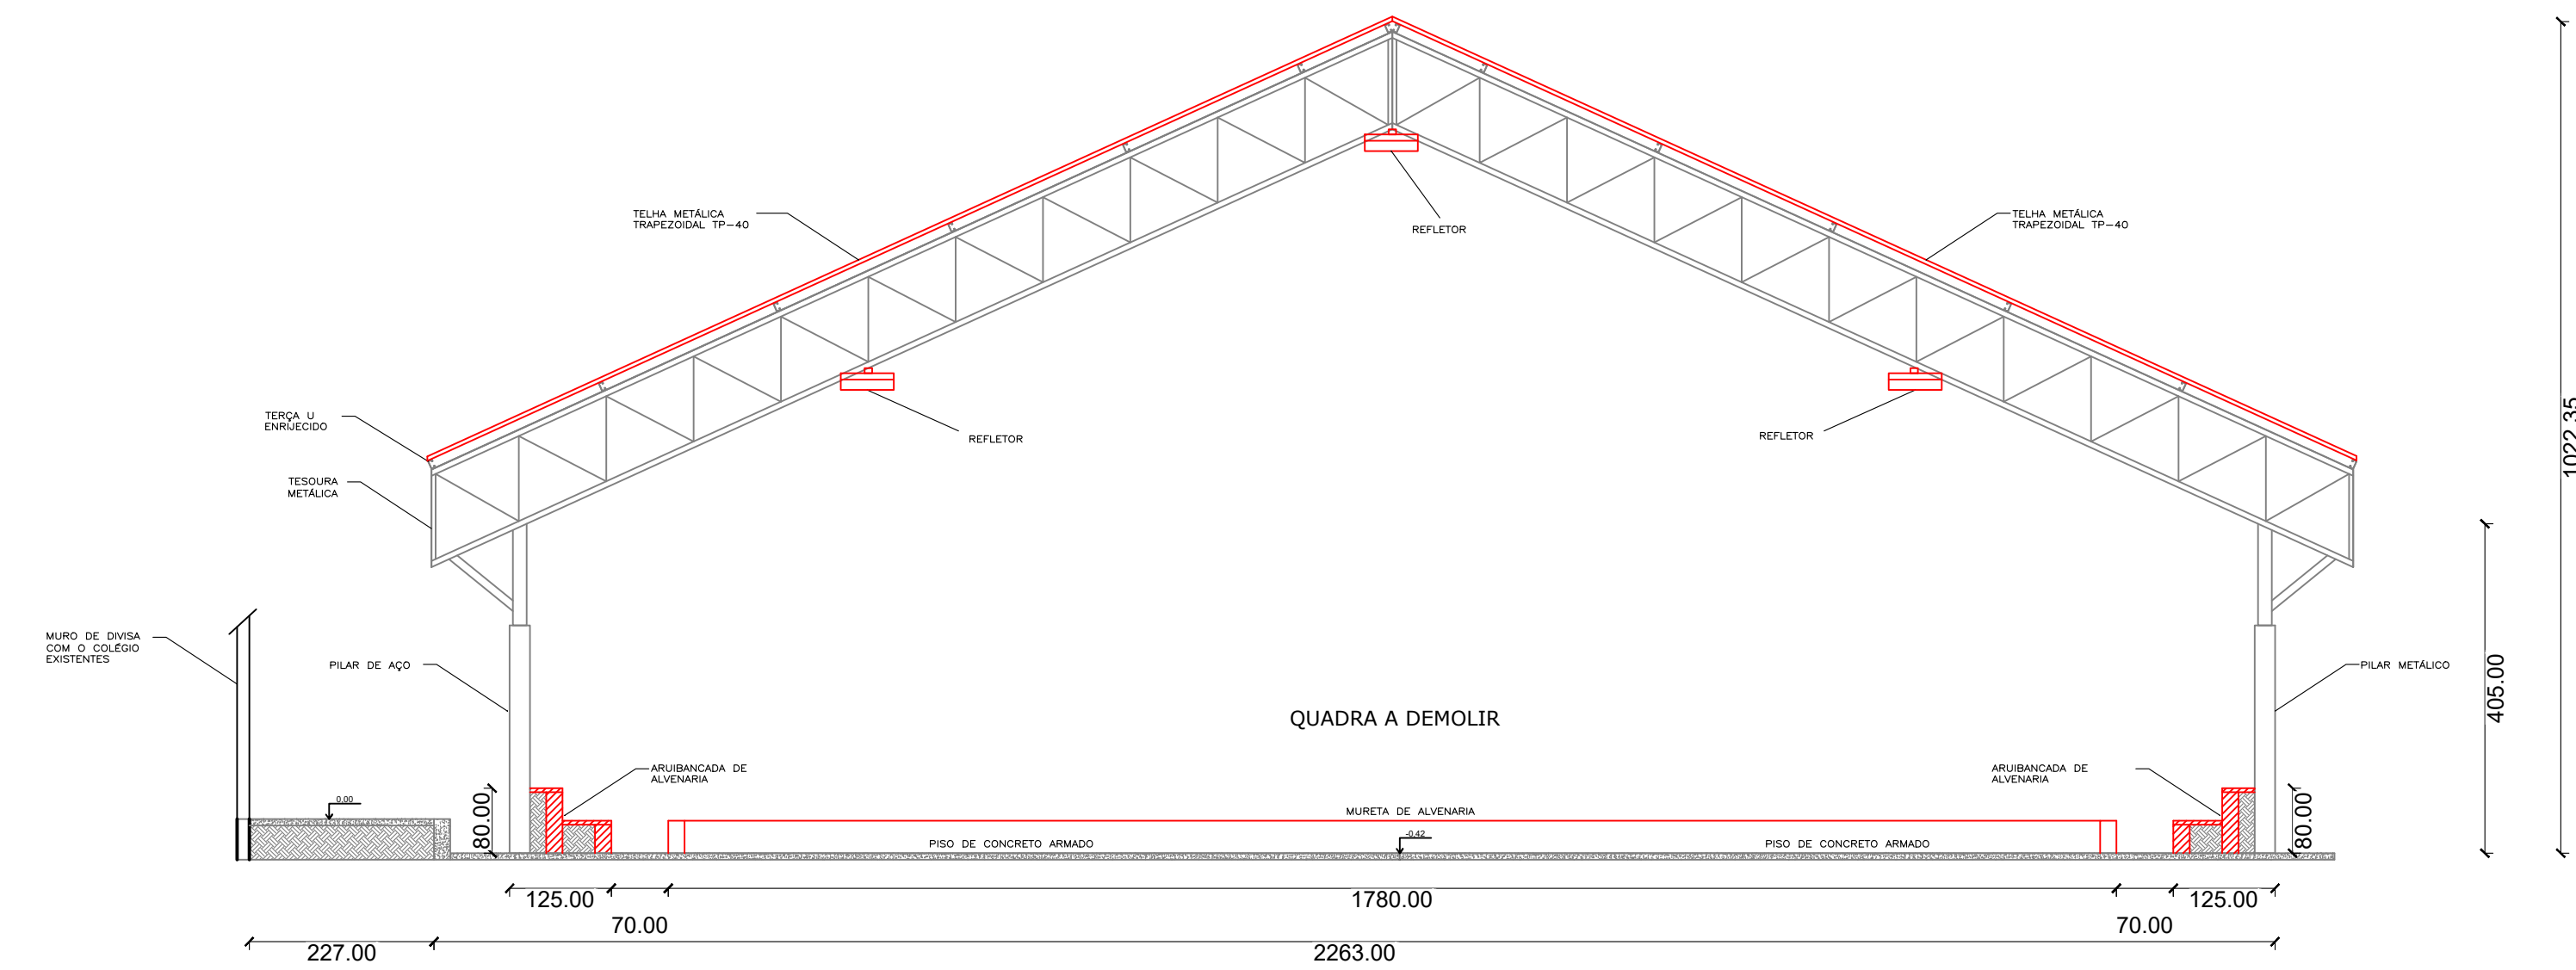 1022.35
TELHA METÁLICA
TRAPEZOIDAL TP-40
TELHA METÁLICA
TRAPEZOIDAL TP-40
REFLETOR
TERÇA U
ENRIJECIDO
REFLETOR
REFLETOR
TESOURA
METÁLICA
MURO DE DIVISA
COM O COLÉGIO
EXISTENTES
PILAR DE AÇO
PILAR METÁLICO
405.00
QUADRA A DEMOLIR
ARUIBANCADA DE
ALVENARIA
ARUIBANCADA DE
ALVENARIA
0,00
80.00
MURETA DE ALVENARIA
80.00
-0,42
PISO DE CONCRETO ARMADO
PISO DE CONCRETO ARMADO
125.00
1780.00
125.00
70.00
70.00
227.00
2263.00